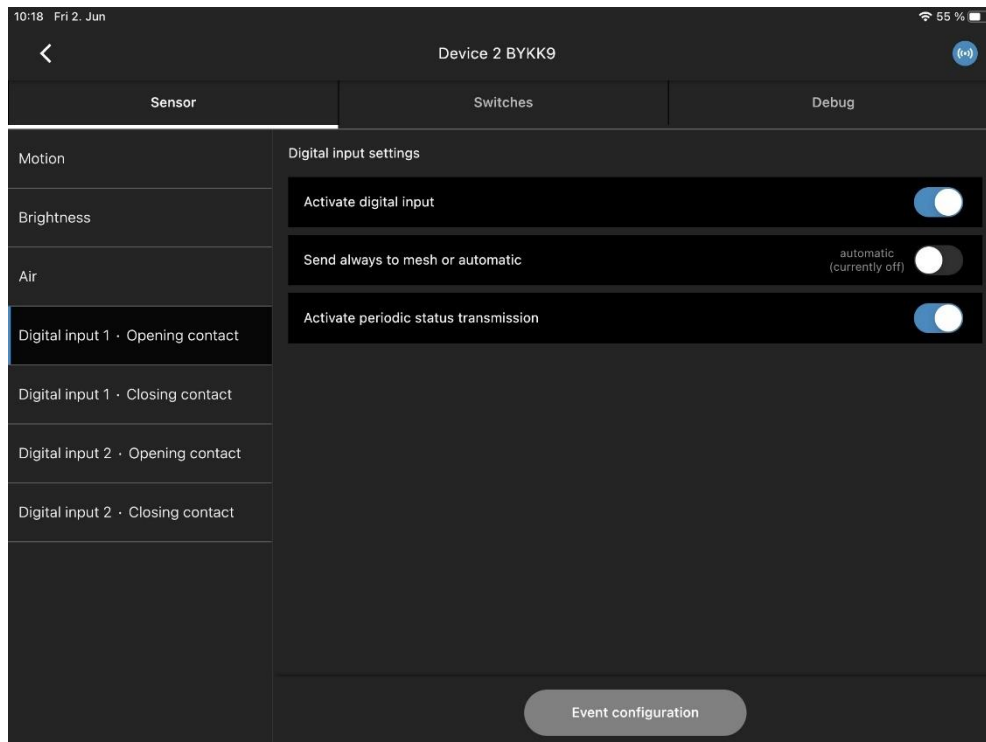 10:18 Fri 2. Jun
55 %
Device 2 BYKK9
Sensor
Switches
Debug
Motion
Brightness
Air
Digital input 1 · Opening contact
Digital input 1 · Closing contact
Digital input 2 · Opening contact
Digital input 2 · Closing contact
Digital input settings
Activate digital input
Send always to mesh or automatic
automatic
(currently off)
Activate periodic status transmission
Event configuration